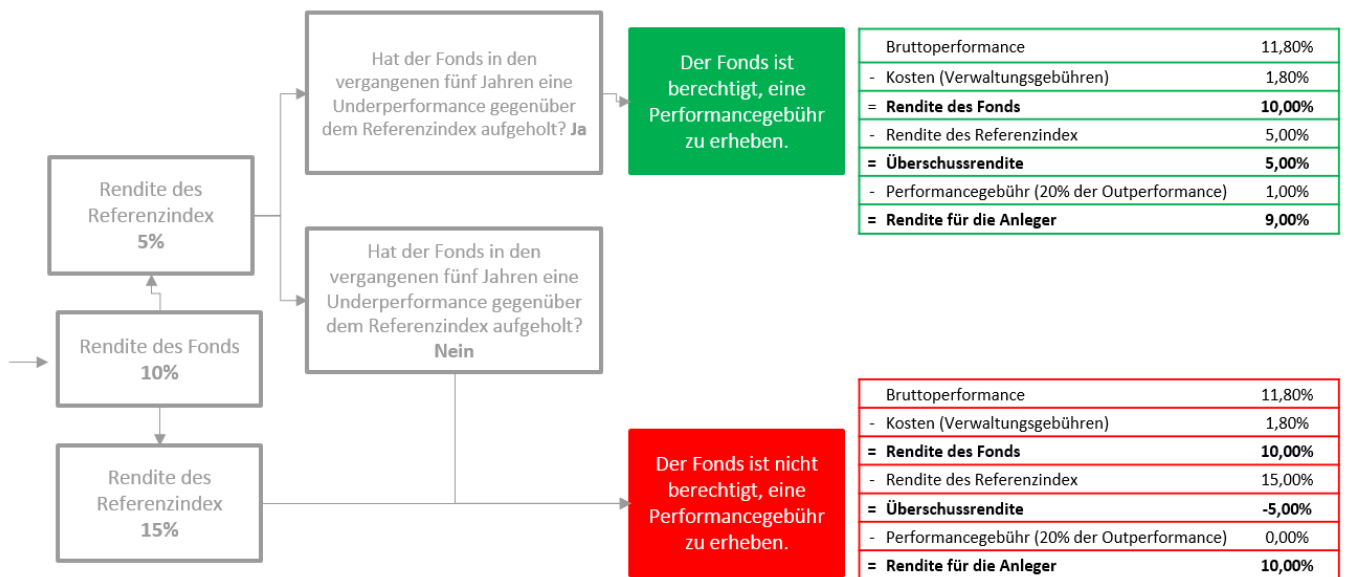 Hat der Fonds in den
vergangenen fünf Jahren eine
Underperformance gegenüber
dem Referenzindex aufgeholt? Ja
Der Fonds ist
berechtigt, eine
Performancegebühr
zu erheben.
Bruttoperformance 11,80%
- Kosten (Verwaltungsgebühren) 1,80%
= Rendite des Fonds 10,00%
- Rendite des Referenzindex 5,00%
= Überschussrendite 5,00%
- Performancegebühr (20% der Outperformance) 1,00%
= Rendite für die Anleger 9,00%
Rendite des
Referenzindex
5%
Hat der Fonds in den
vergangenen fünf Jahren eine
Underperformance gegenüber
dem Referenzindex aufgeholt?
Nein
Rendite des Fonds
10%
Rendite des
Referenzindex
15%
Der Fonds ist nicht
berechtigt, eine
Performancegebühr
zu erheben.
Bruttoperformance 11,80%
- Kosten (Verwaltungsgebühren) 1,80%
= Rendite des Fonds 10,00%
- Rendite des Referenzindex 15,00%
= Überschussrendite -5,00%
- Performancegebühr (20% der Outperformance) 0,00%
= Rendite für die Anleger 10,00%